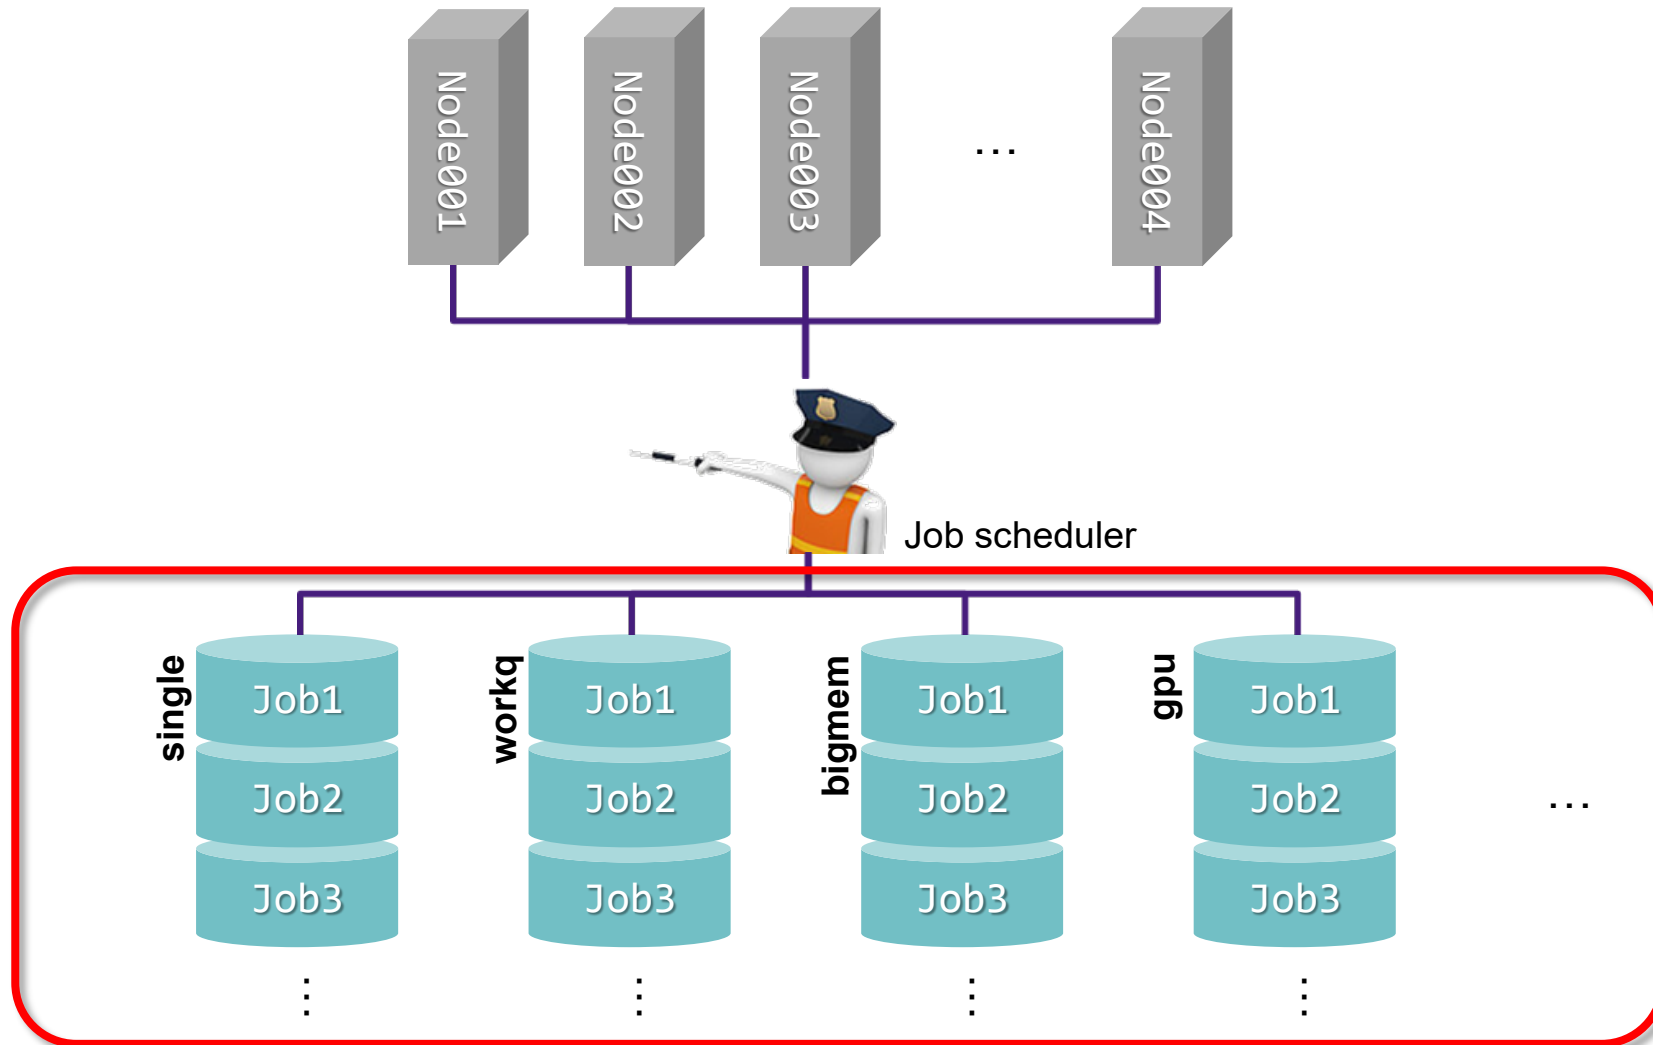 Node001
Node002
Node003
...
Node004
Job scheduler
single
workq
bigmem
gpu
Job1
Job1
Job1
Job1
Job2
Job2
Job2
Job2
...
Job3
Job3
Job3
Job3
⋮
⋮
⋮
⋮